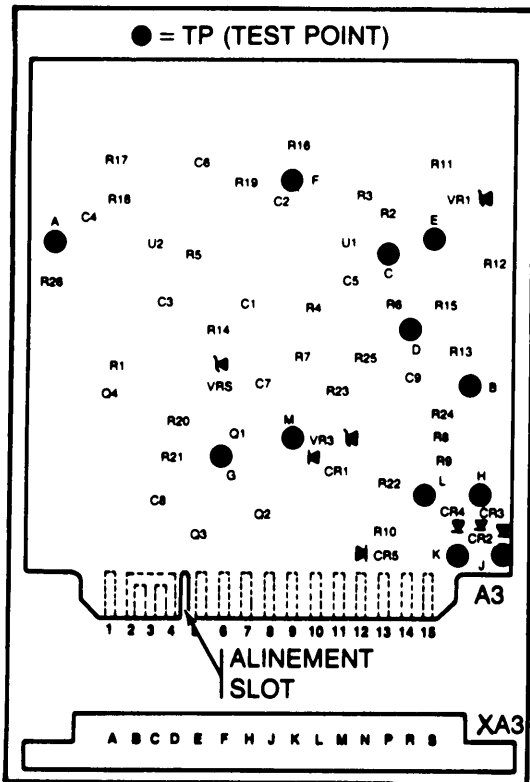 ● = TP (TEST POINT)
R16
R17 C6 R11
R19 F
R18 C2 R3 VR1
A C4 R2 E
U2 R5 U1 C R12
R26 C5
C3 C1 R4 R6 R15
R14 D
R7 R25 R13
R1 VRS C7 R23 C9 B
Q4
R20 M R24
Q1 VR3 R8
R21 G CR1 R9
R22 L H
C8 Q2 CR4 CR3
Q3 R10 CR2
CR5 K J
A3
1 2 3 4 5 6 7 8 9 10 11 12 13 14 15
ALINEMENT
SLOT
XA3
A B C D E F H J K L M N P R S